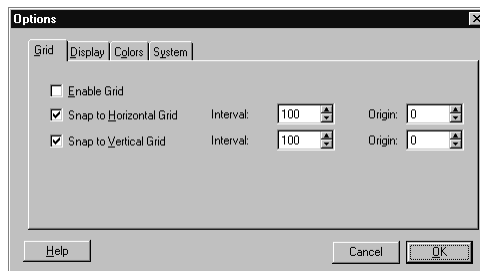 Options
Grid Display Colors System
Enable Grid
Snap to Horizontal Grid Interval: 100 Origin: 0
Snap to Vertical Grid Interval: 100 Origin: 0
Help Cancel OK